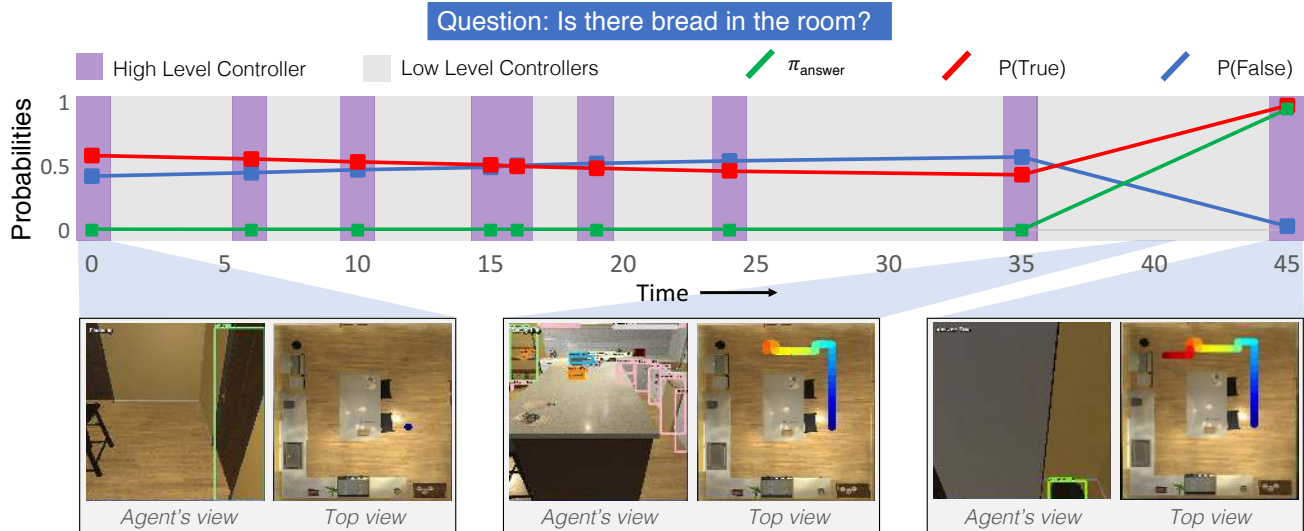 Question: Is there bread in the room?
High Level Controller
Low Level Controllers
π answer
P(True)
P(False)
Probabilities
1
0.5
0
0 5 10 15 20 25 30 35 40 45
Time
Agent's view
Top view
Agent's view
Top view
Agent's view
Top view